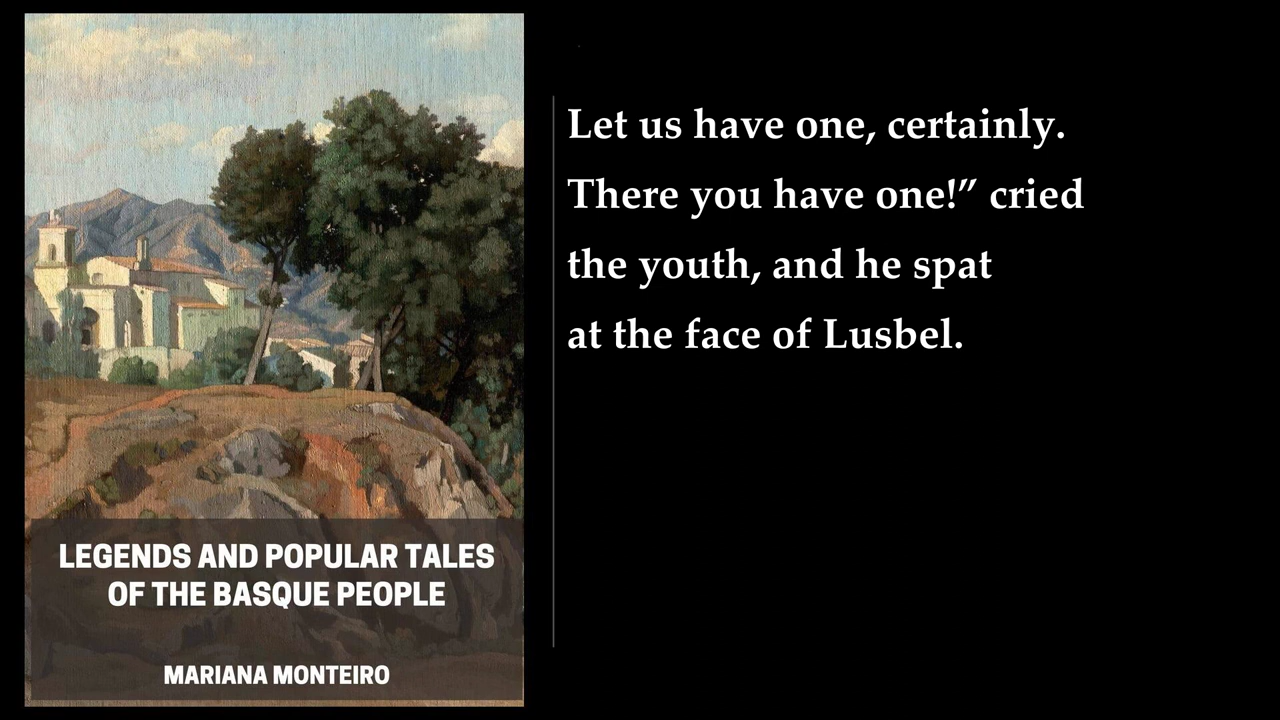 Let us have one, certainly.
There you have one!” cried
the youth, and he spat
at the face of Lusbel.
LEGENDS AND POPULAR TALES
OF THE BASQUE PEOPLE
MARIANA MONTEIRO